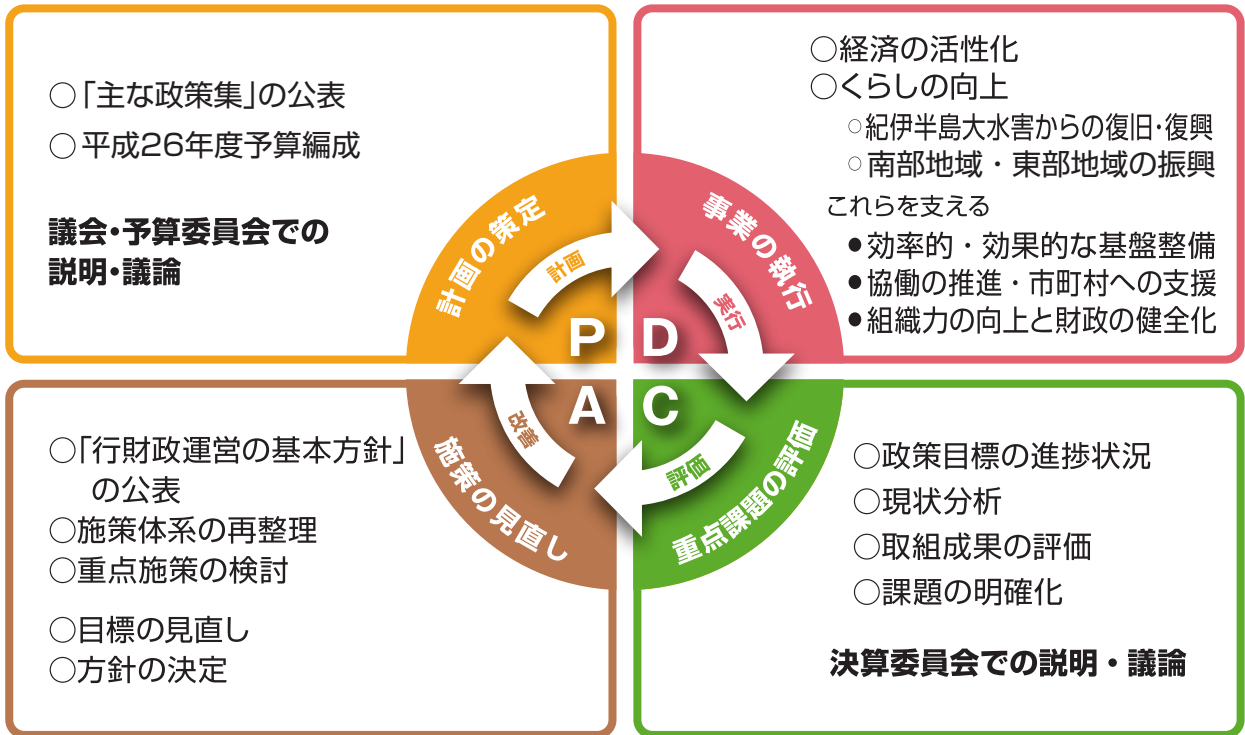 ○「主な政策集」の公表
○平成26年度予算編成
議会・予算委員会での
説明・議論
計画の策定
計画
P
○経済の活性化
○くらしの向上
○紀伊半島大水害からの復旧・復興
○南部地域・東部地域の振興
これらを支える
●効率的・効果的な基盤整備
●協働の推進・市町村への支援
●組織力の向上と財政の健全化
事業の執行
実行
D
○「行財政運営の基本方針」
の公表
○施策体系の再整理
○重点施策の検討
○目標の見直し
○方針の決定
施策の見直し
改善
A
C
評価
重点課題の評価
○政策目標の進捗状況
○現状分析
○取組成果の評価
○課題の明確化
決算委員会での説明・議論